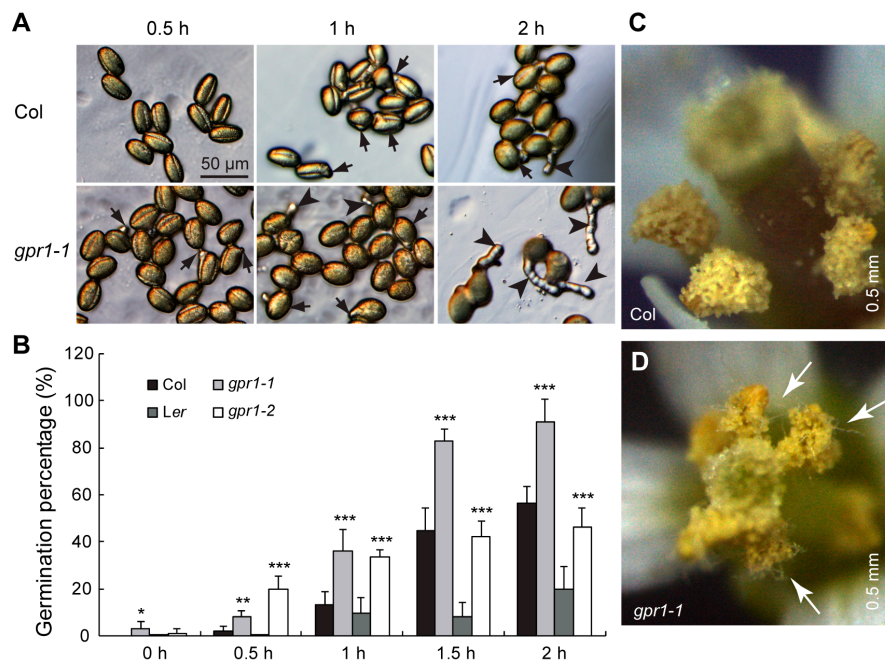 A
0.5 h
1 h
2 h
Col
50 µm
gpr1-1
B
Germination percentage (%)
120
100
80
60
40
20
0
Col
gpr1-1
Ler
gpr1-2
*
**
***
***
***
***
***
***
***
0 h
0.5 h
1 h
1.5 h
2 h
C
Col
0.5 mm
D
gpr1-1
0.5 mm